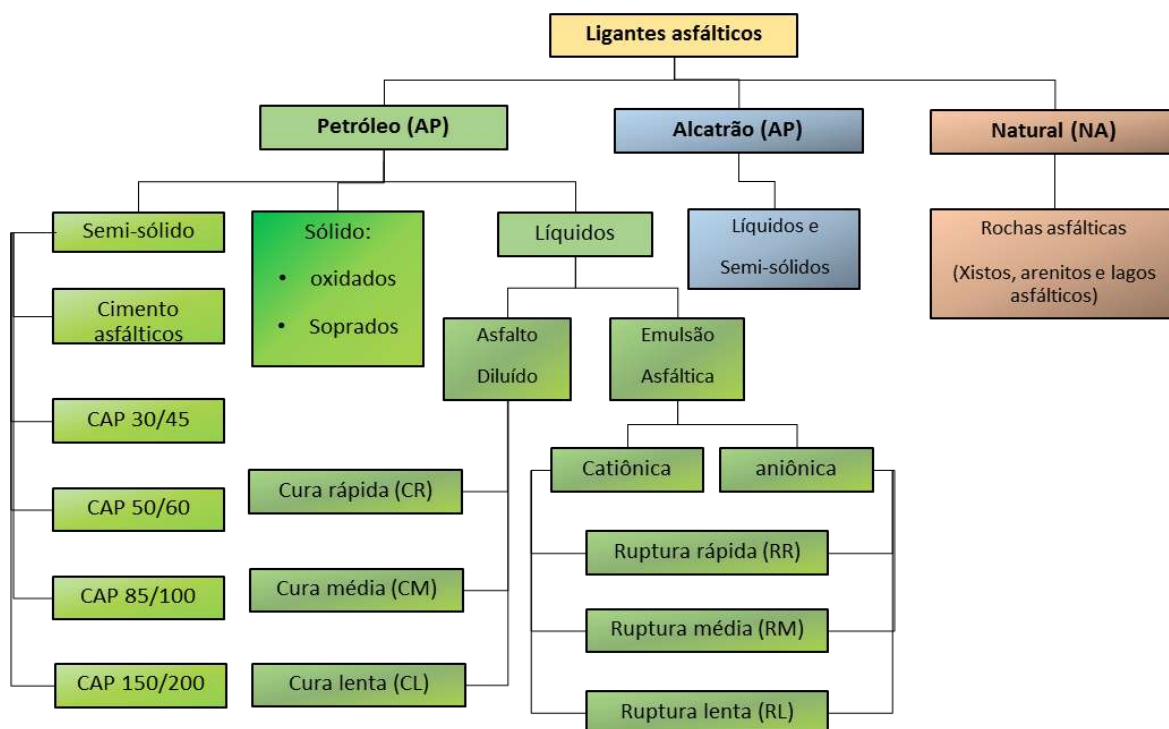 Ligantes asfálticos
Petróleo (AP)
Alcatrão (AP)
Natural (NA)
Semi-sólido
Sólido:
• oxidados
• Soprados
Líquidos
Líquidos e
Semi-sólidos
Rochas asfálticas
(Xistos, arenitos e lagos
asfálticos)
Cimento
asfálticos
Asfalto
Diluído
Emulsão
Asfáltica
CAP 30/45
CAP 50/60
CAP 85/100
CAP 150/200
Cura rápida (CR)
Cura média (CM)
Cura lenta (CL)
Catiônica
aniônica
Ruptura rápida (RR)
Ruptura média (RM)
Ruptura lenta (RL)